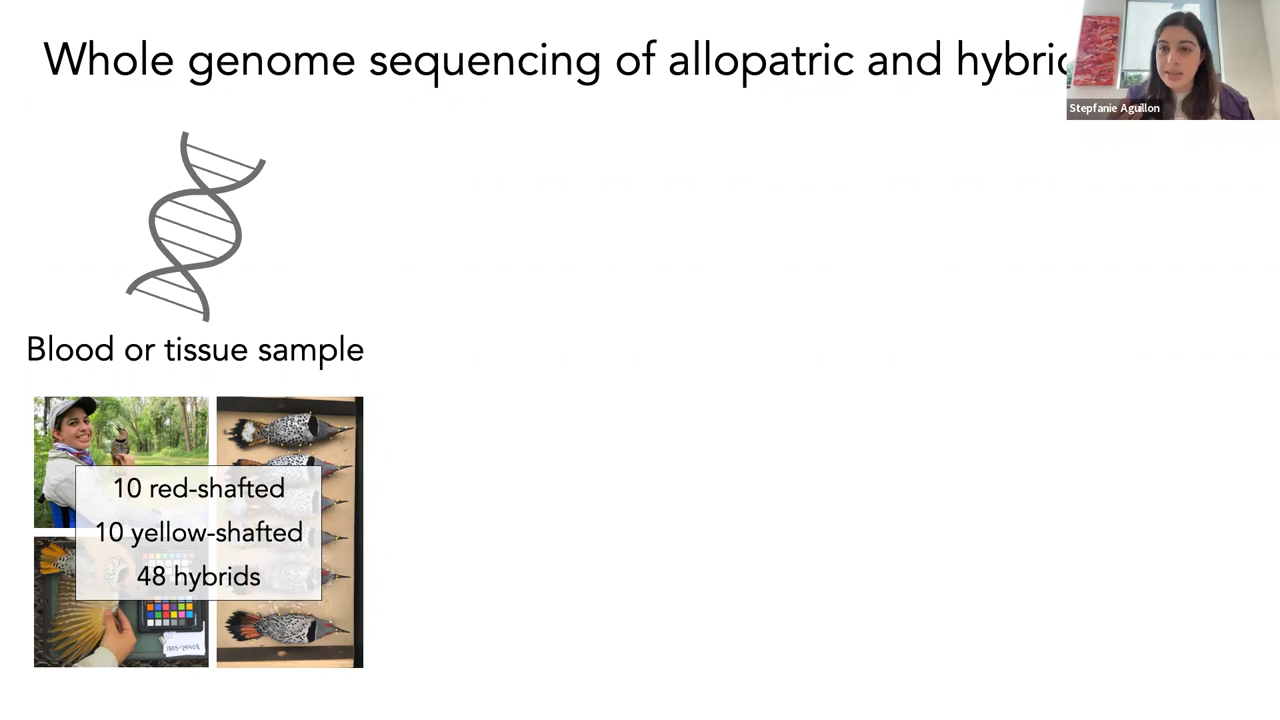 Whole genome sequencing of allopatric and hybri
Stepfanie Aguillon
Blood or tissue sample
10 red-shafted
10 yellow-shafted
48 hybrids